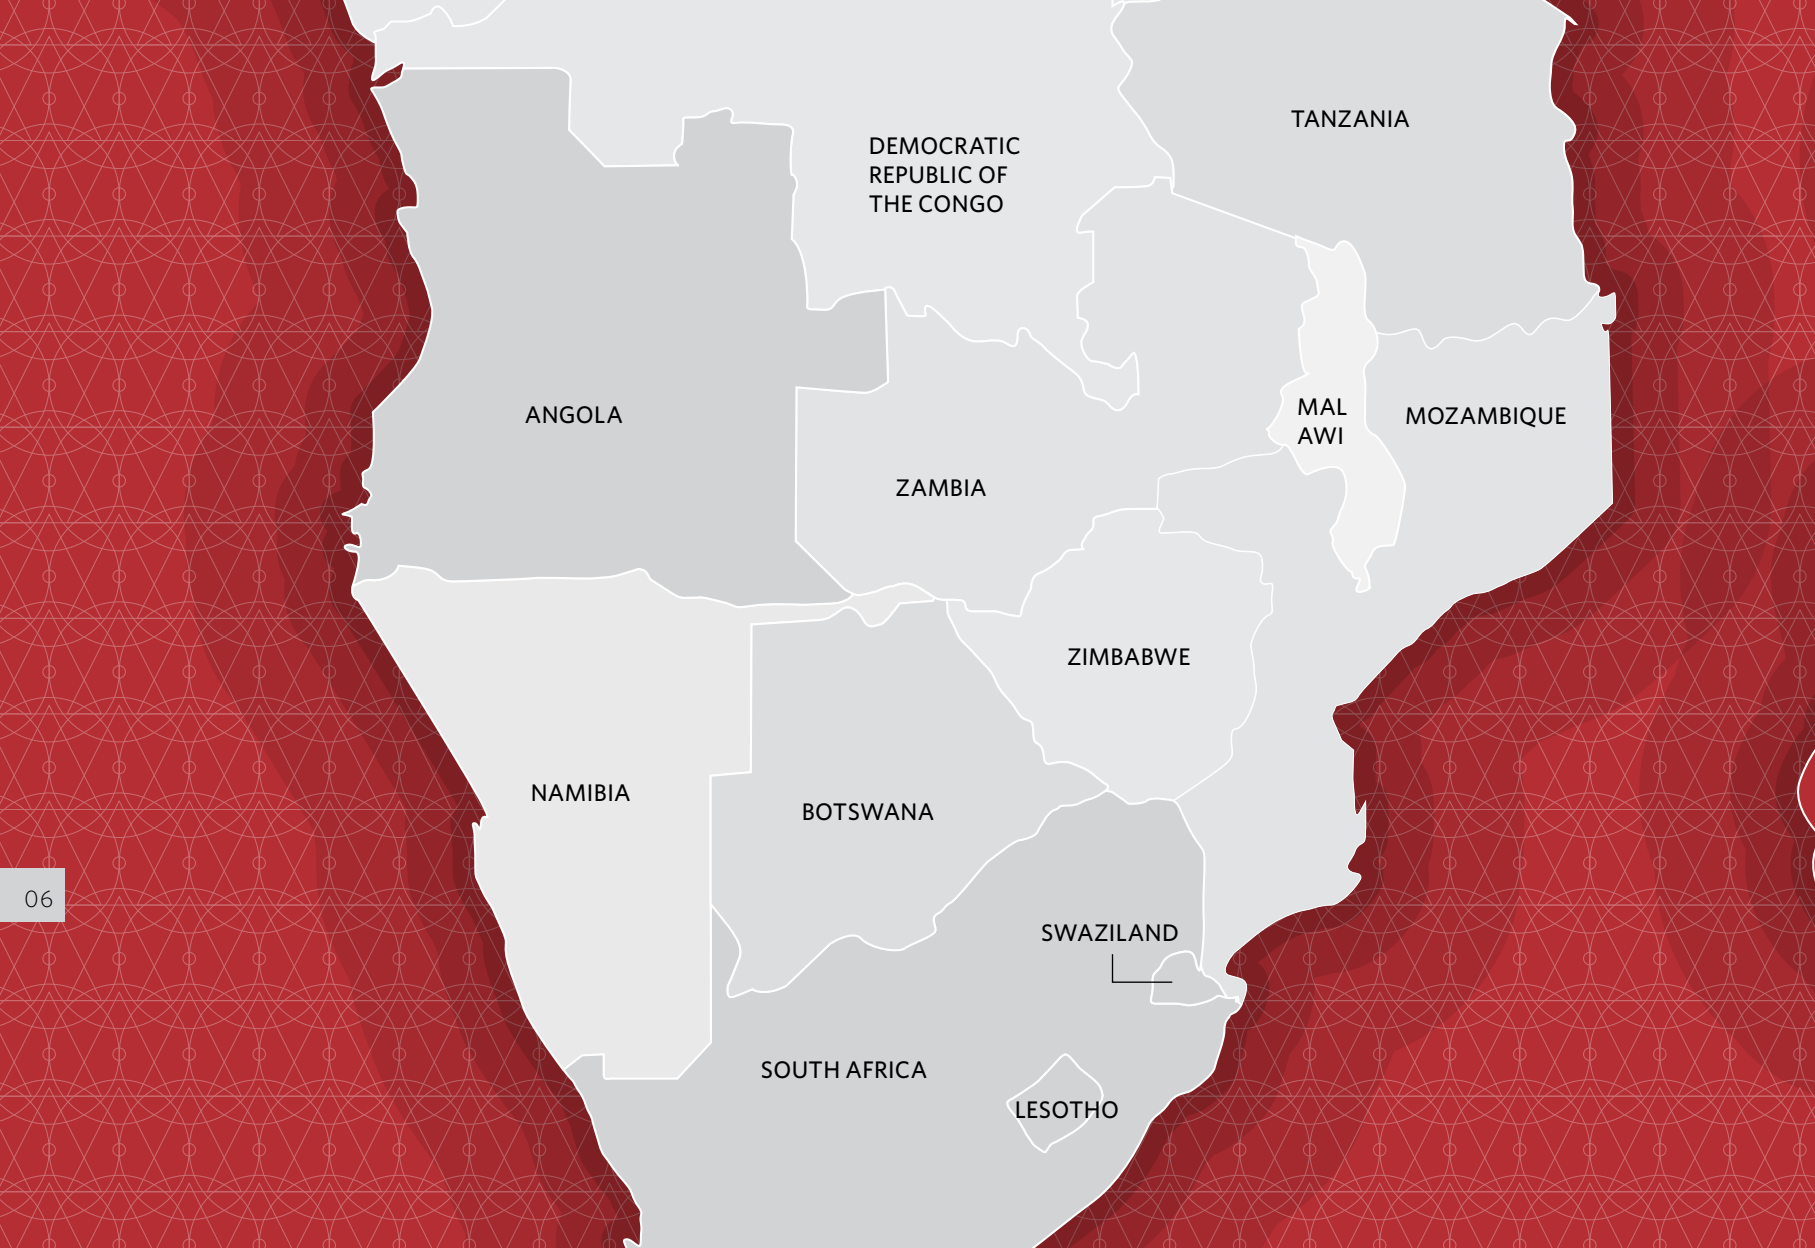 TANZANIA
DEMOCRATIC
REPUBLIC OF
THE CONGO
ANGOLA
MAL
AWI
MOZAMBIQUE
ZAMBIA
ZIMBABWE
NAMIBIA
BOTSWANA
06
SWAZILAND
SOUTH AFRICA
LESOTHO